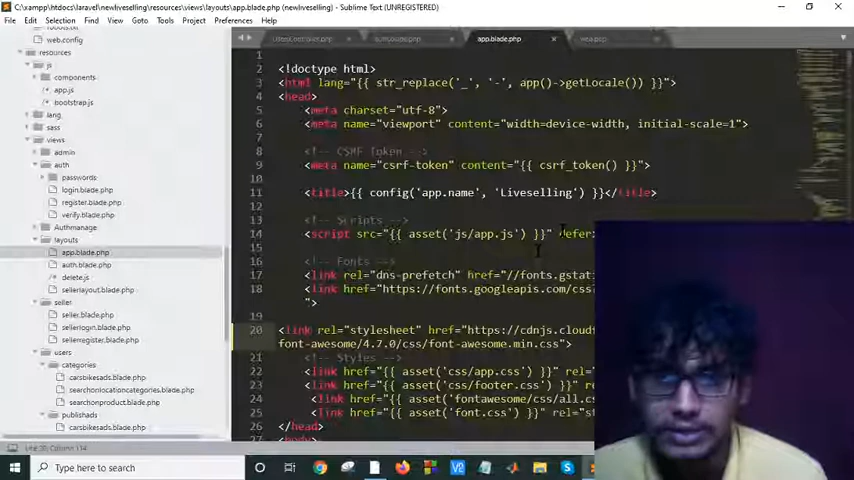 C:\xampp\htdocs\laravel\newliveselling\resources\views\layouts\app.blade.php (newliveselling) - Sublime Text (UNREGISTERED)
File Edit Selection Find View Goto Tools Project Preferences Help
web.config
resources
js
components
app.js
bootstrap.js
lang
sass
views
admin
auth
passwords
login.blade.php
register.blade.php
verify.blade.php
Authmanage
layouts
app.blade.php
auth.blade.php
delete.js
sellerlayout.blade.php
seller
seller.blade.php
sellerlogin.blade.php
sellerregister.blade.php
users
categories
carsbikesads.blade.php
searchonlocationcategories.blade.php
searchonproduct.blade.php
publishads
carsbikesads.blade.php
app.blade.php
1
2 <!doctype html>
3 <html lang="{{ str_replace('_', '-', app()->getLocale()) }}">
4 <head>
5 <meta charset="utf-8">
6 <meta name="viewport" content="width=device-width, initial-scale=1">
7
8 <!-- CSRF Token -->
9 <meta name="csrf-token" content="{{ csrf_token() }}">
10
11 <title>{{ config('app.name', 'Liveselling') }}</title>
12
13 <!-- Scripts -->
14 <script src="{{ asset('js/app.js') }}" defer>
15
16 <!-- Fonts -->
17 <link rel="dns-prefetch" href="//fonts.gstati
18 <link href="https://fonts.googleapis.com/css?
">
19
20 <link rel="stylesheet" href="https://cdnjs.cloudf
font-awesome/4.7.0/css/font-awesome.min.css">
21 <!-- Styles -->
22 <link href="{{ asset('css/app.css') }}" rel=
23 <link href="{{ asset('css/footer.css') }}"
24 <link href="{{ asset('fontawesome/css/all.c
25 <link href="{{ asset('font.css') }}" rel="st
26 </head>
27 <body>
Line 20, Column 114
Type here to search